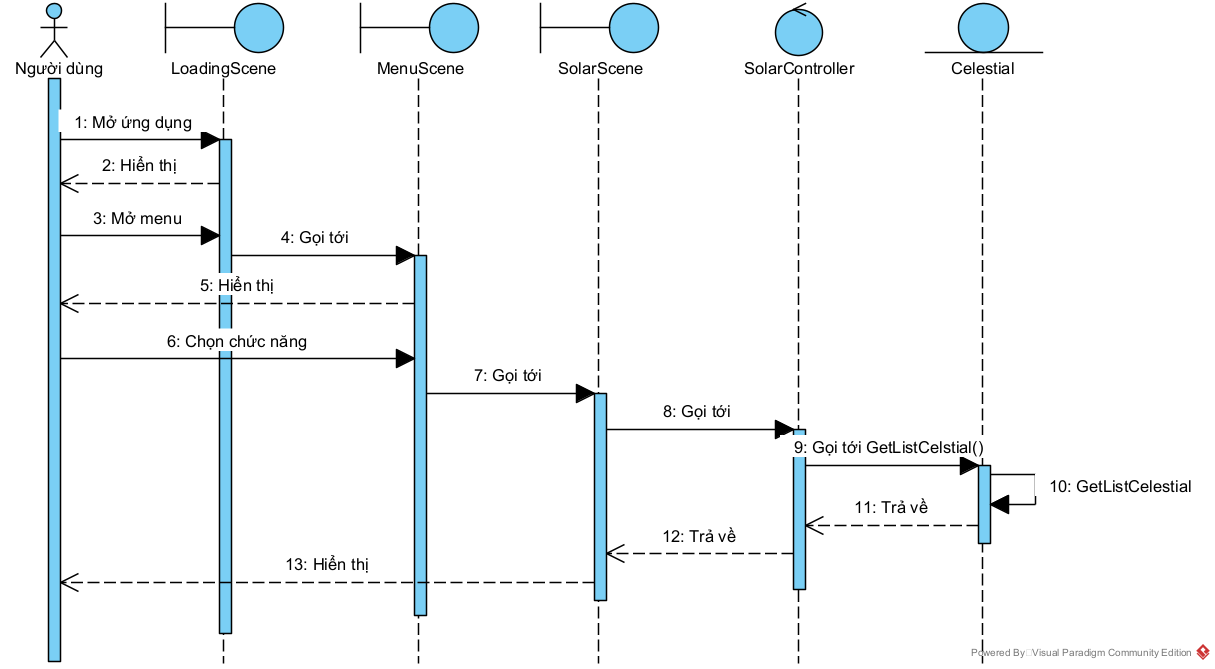 Người dùng
LoadingScene
MenuScene
SolarScene
SolarController
Celestial
1: Mở ứng dụng
2: Hiển thị
3: Mở menu
4: Gọi tới
5: Hiển thị
6: Chọn chức năng
7: Gọi tới
8: Gọi tới
9: Gọi tới GetListCelstial()
10: GetListCelestial
11: Trả về
12: Trả về
13: Hiển thị
Powered By Visual Paradigm Community Edition